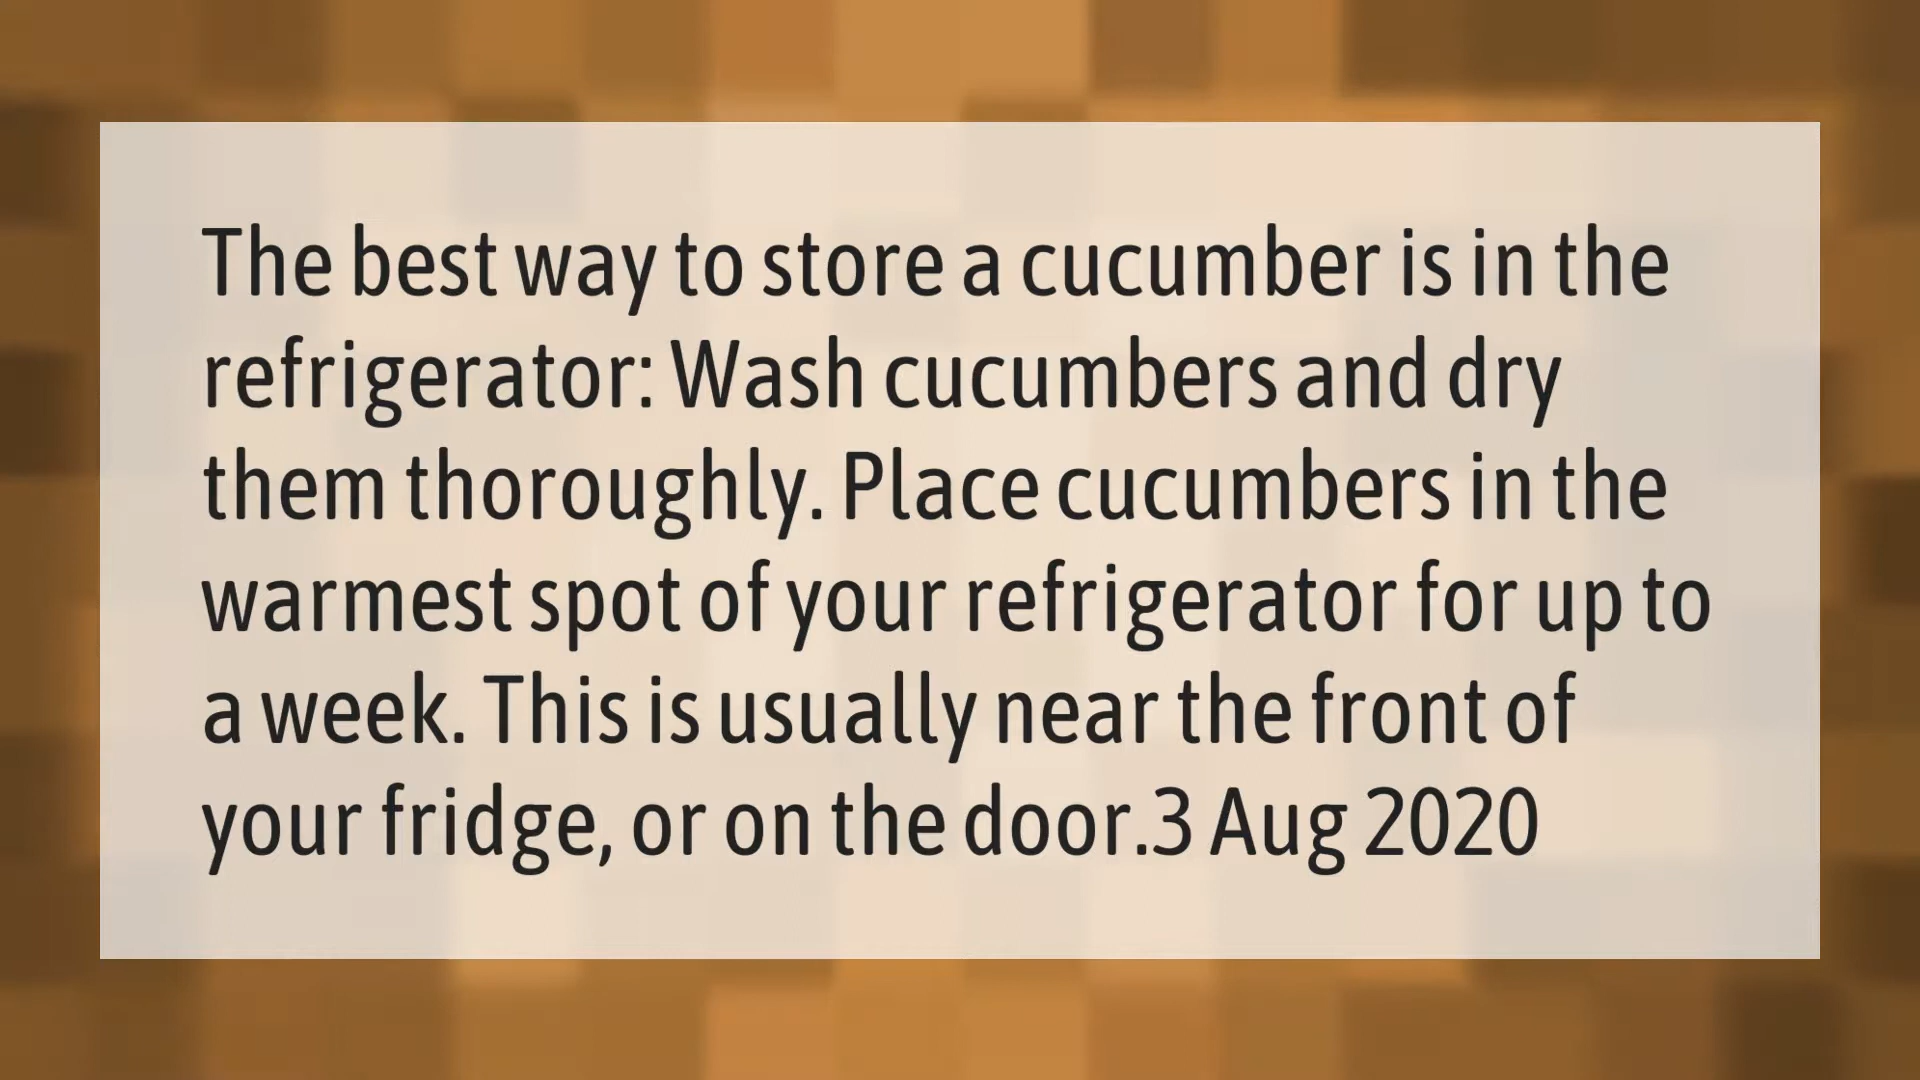 The best way to store a cucumber is in the
refrigerator: Wash cucumbers and dry
them thoroughly. Place cucumbers in the
warmest spot of your refrigerator for up to
a week. This is usually near the front of
your fridge, or on the door.3 Aug 2020